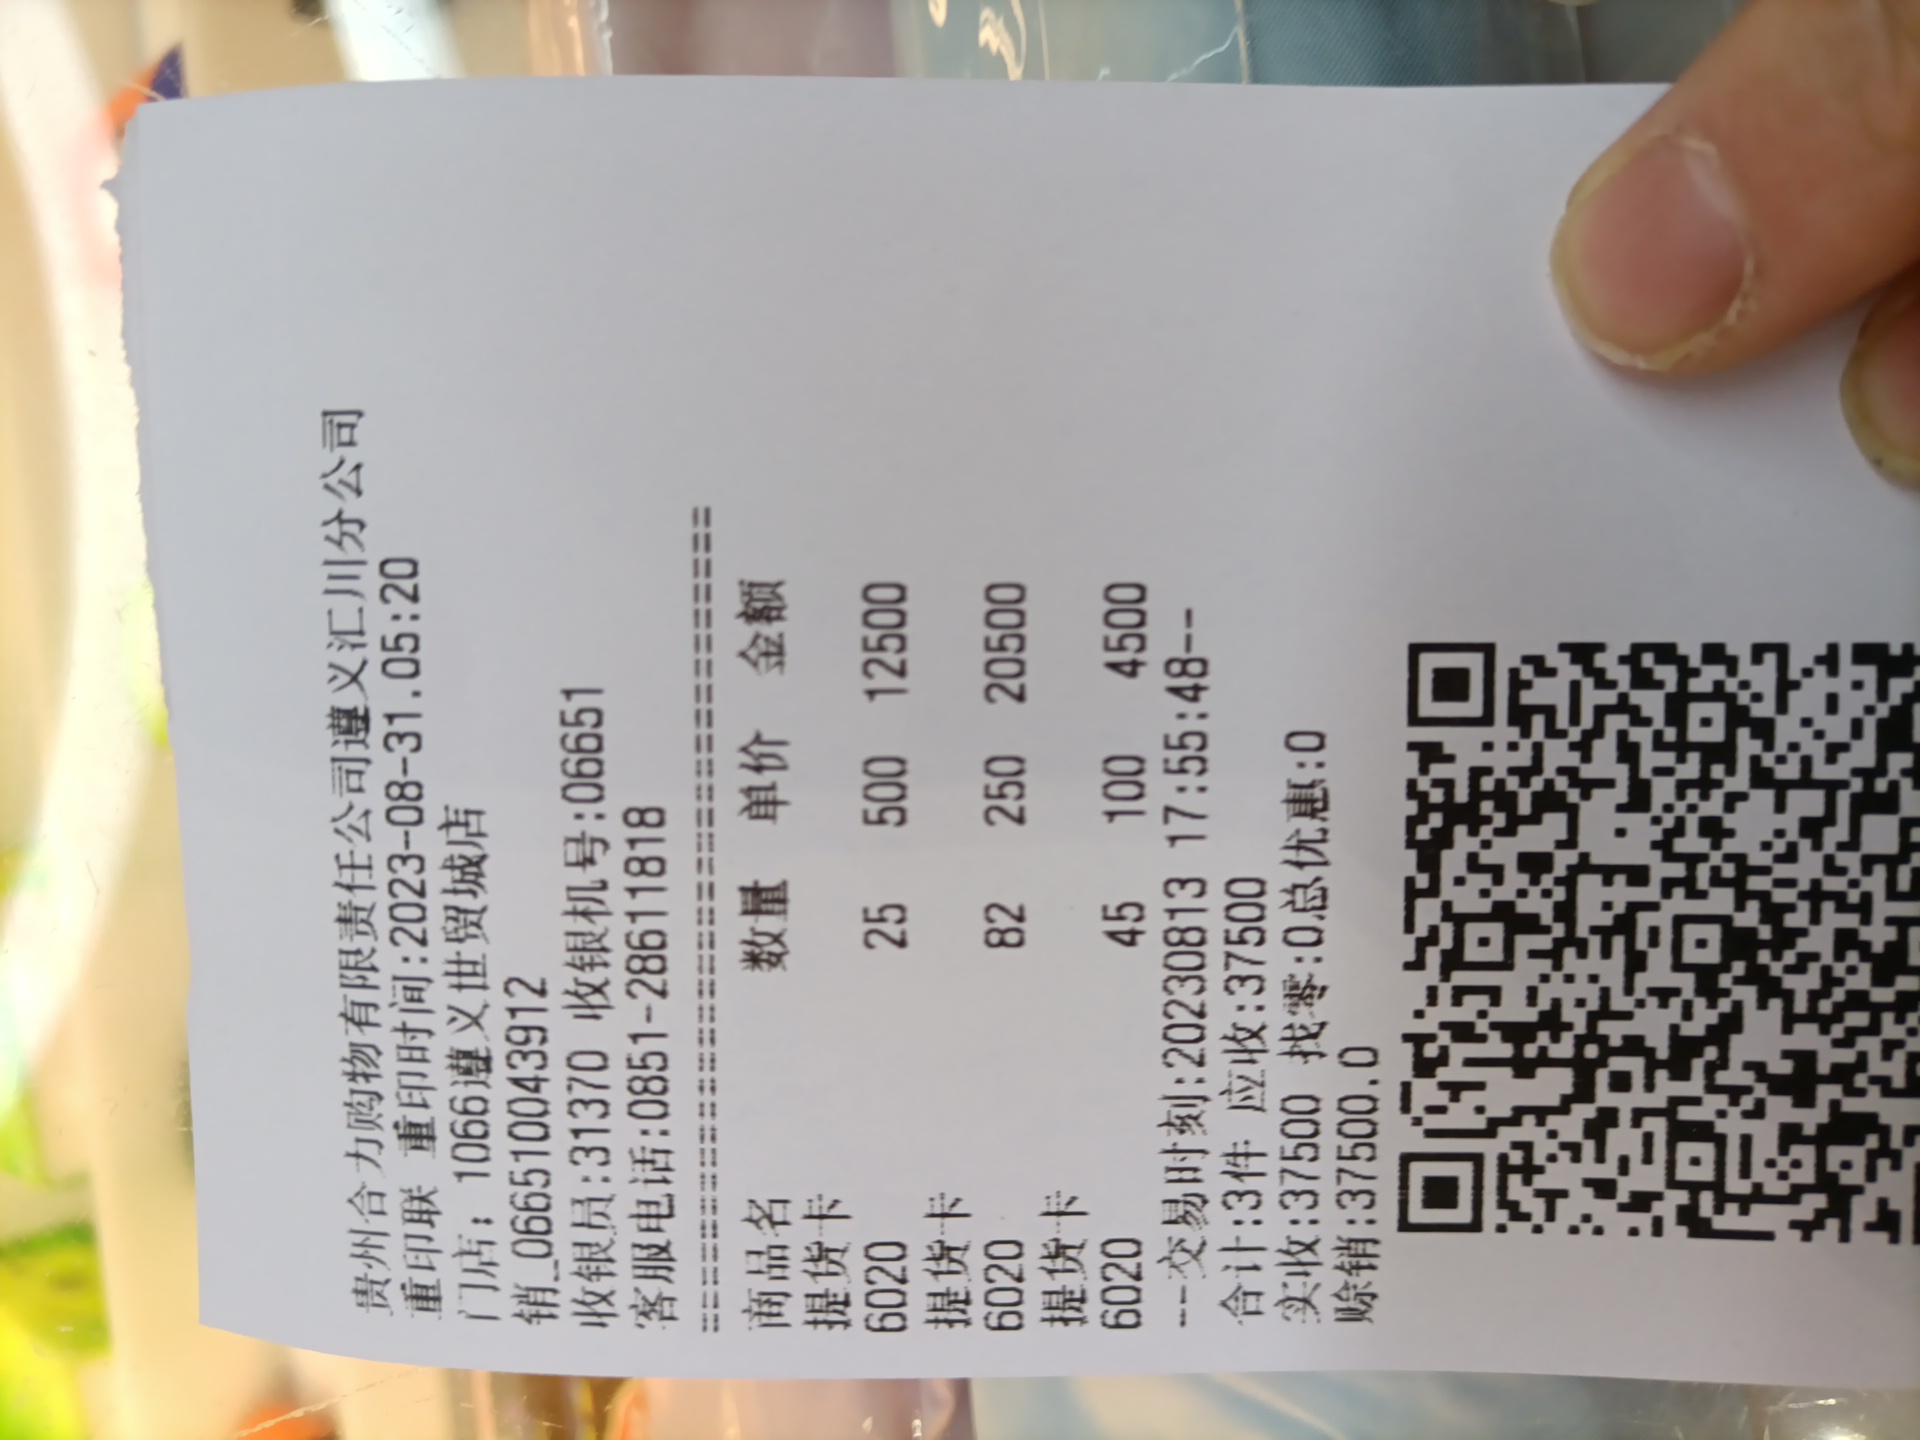 贵州合力购物有限责任公司遵义汇川分公司
重印联 重印时间:2023-08-31.05:20
门店: 1066遵义世贸城店
销_066510043912
收银员:31370 收银机号:06651
客服电话:0851-28611818
==========================================
商品名 数量 单价 金额
提货卡
6020 25 500 12500
提货卡
6020 82 250 20500
提货卡
6020 45 100 4500
--交易时刻:20230813 17:55:48--
合计:3件 应收:37500
实收:37500 找零:0总优惠:0
赊销:37500.0